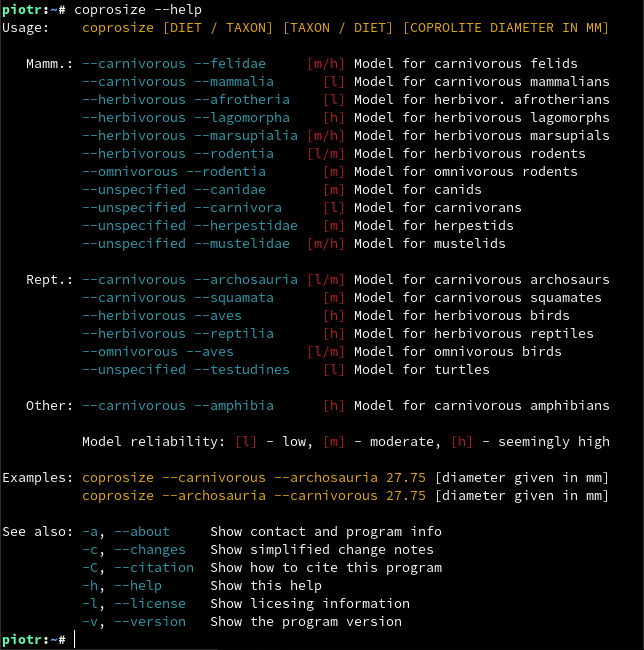 piotr:~# coprosize --help
Usage:    coprosize [DIET / TAXON] [TAXON / DIET] [COPROLITE DIAMETER IN MM]
Mamm.: --carnivorous --felidae     [m/h] Model for carnivorous felids
--carnivorous --mammalia      [l] Model for carnivorous mammalians
--herbivorous --afrotheria    [l] Model for herbivor. afrotherians
--herbivorous --lagomorpha    [h] Model for herbivorous lagomorphs
--herbivorous --marsupialia [m/h] Model for herbivorous marsupials
--herbivorous --rodentia    [l/m] Model for herbivorous rodents
--omnivorous --rodentia       [m] Model for omnivorous rodents
--unspecified --canidae       [m] Model for canids
--unspecified --carnivora     [l] Model for carnivorans
--unspecified --herpestidae   [m] Model for herpestids
--unspecified --mustelidae  [m/h] Model for mustelids
Rept.: --carnivorous --archosauria [l/m] Model for carnivorous archosaurs
--carnivorous --squamata      [m] Model for carnivorous squamates
--herbivorous --aves          [h] Model for herbivorous birds
--herbivorous --reptilia      [h] Model for herbivorous reptiles
--omnivorous --aves         [l/m] Model for omnivorous birds
--unspecified --testudines    [l] Model for turtles
Other: --carnivorous --amphibia      [h] Model for carnivorous amphibians
Model reliability: [l] - low, [m] - moderate, [h] - seemingly high
Examples: coprosize --carnivorous --archosauria 27.75 [diameter given in mm]
coprosize --archosauria --carnivorous 27.75 [diameter given in mm]
See also: -a, --about     Show contact and program info
-c, --changes   Show simplified change notes
-C, --citation  Show how to cite this program
-h, --help      Show this help
-l, --license   Show licesing information
-v, --version   Show the program version
piotr:~#